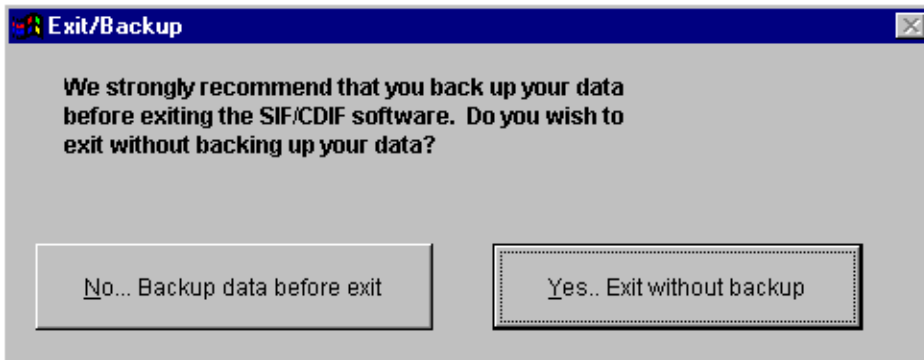 Exit/Backup
We strongly recommend that you back up your data
before exiting the SIF/CDIF software.  Do you wish to
exit without backing up your data?
No... Backup data before exit
Yes.. Exit without backup